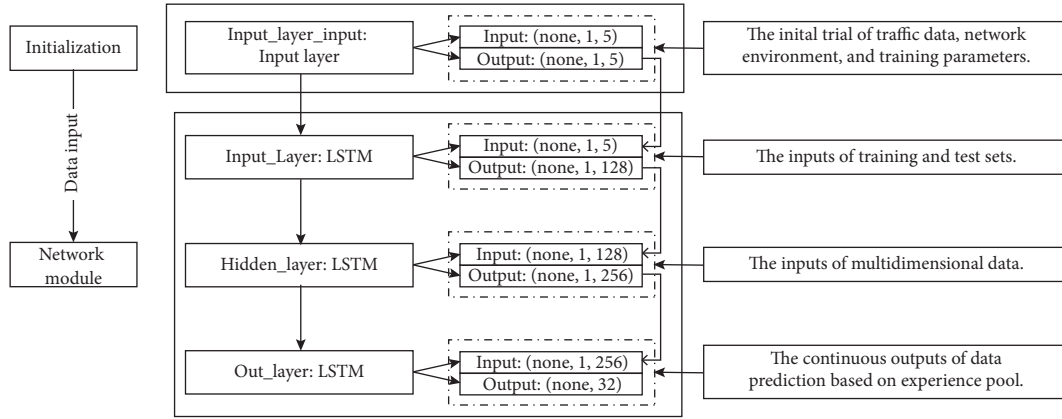 Initialization
Data input
Network
module
Input_layer_input:
Input layer
Input: (none, 1, 5)
Output: (none, 1, 5)
The inital trial of traffic data, network
environment, and training parameters.
Input_Layer: LSTM
Input: (none, 1, 5)
Output: (none, 1, 128)
The inputs of training and test sets.
Hidden_layer: LSTM
Input: (none, 1, 128)
Output: (none, 1, 256)
The inputs of multidimensional data.
Out_layer: LSTM
Input: (none, 1, 256)
Output: (none, 32)
The continuous outputs of data
prediction based on experience pool.